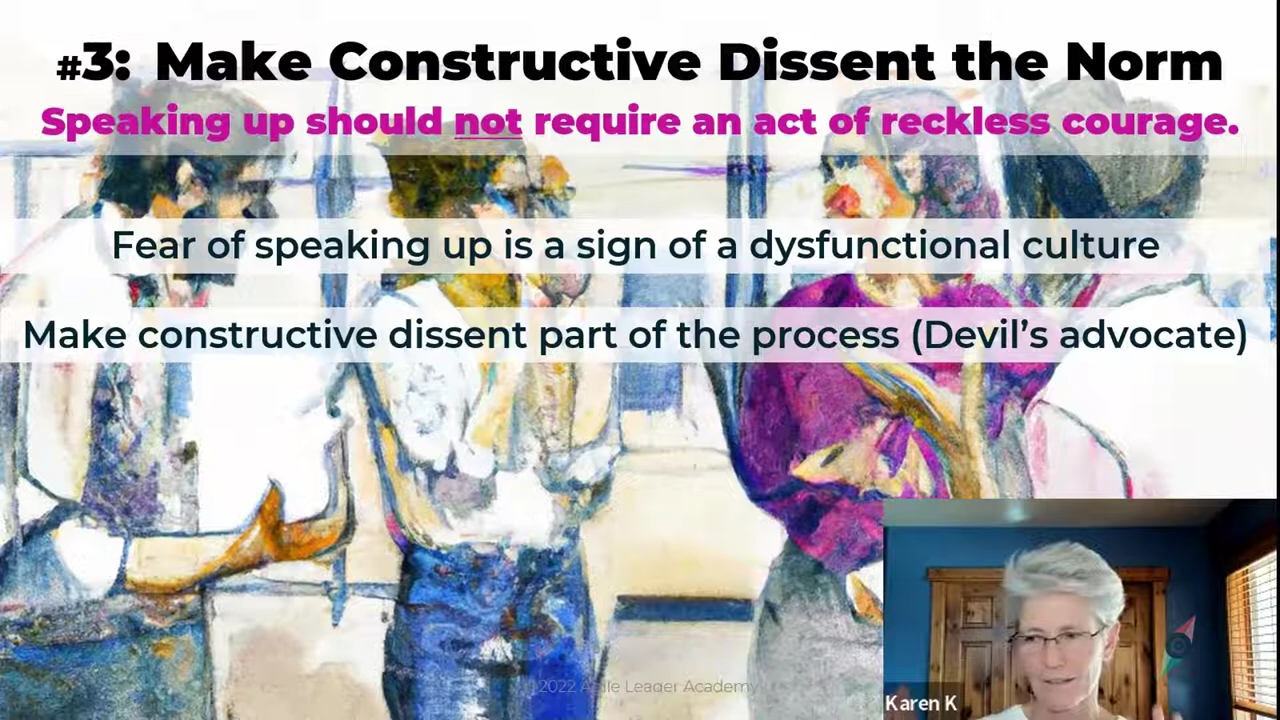 #3: Make Constructive Dissent the Norm
Speaking up should not require an act of reckless courage.
Fear of speaking up is a sign of a dysfunctional culture
Make constructive dissent part of the process (Devil’s advocate)
2022 Agile Leader Academy
Karen K